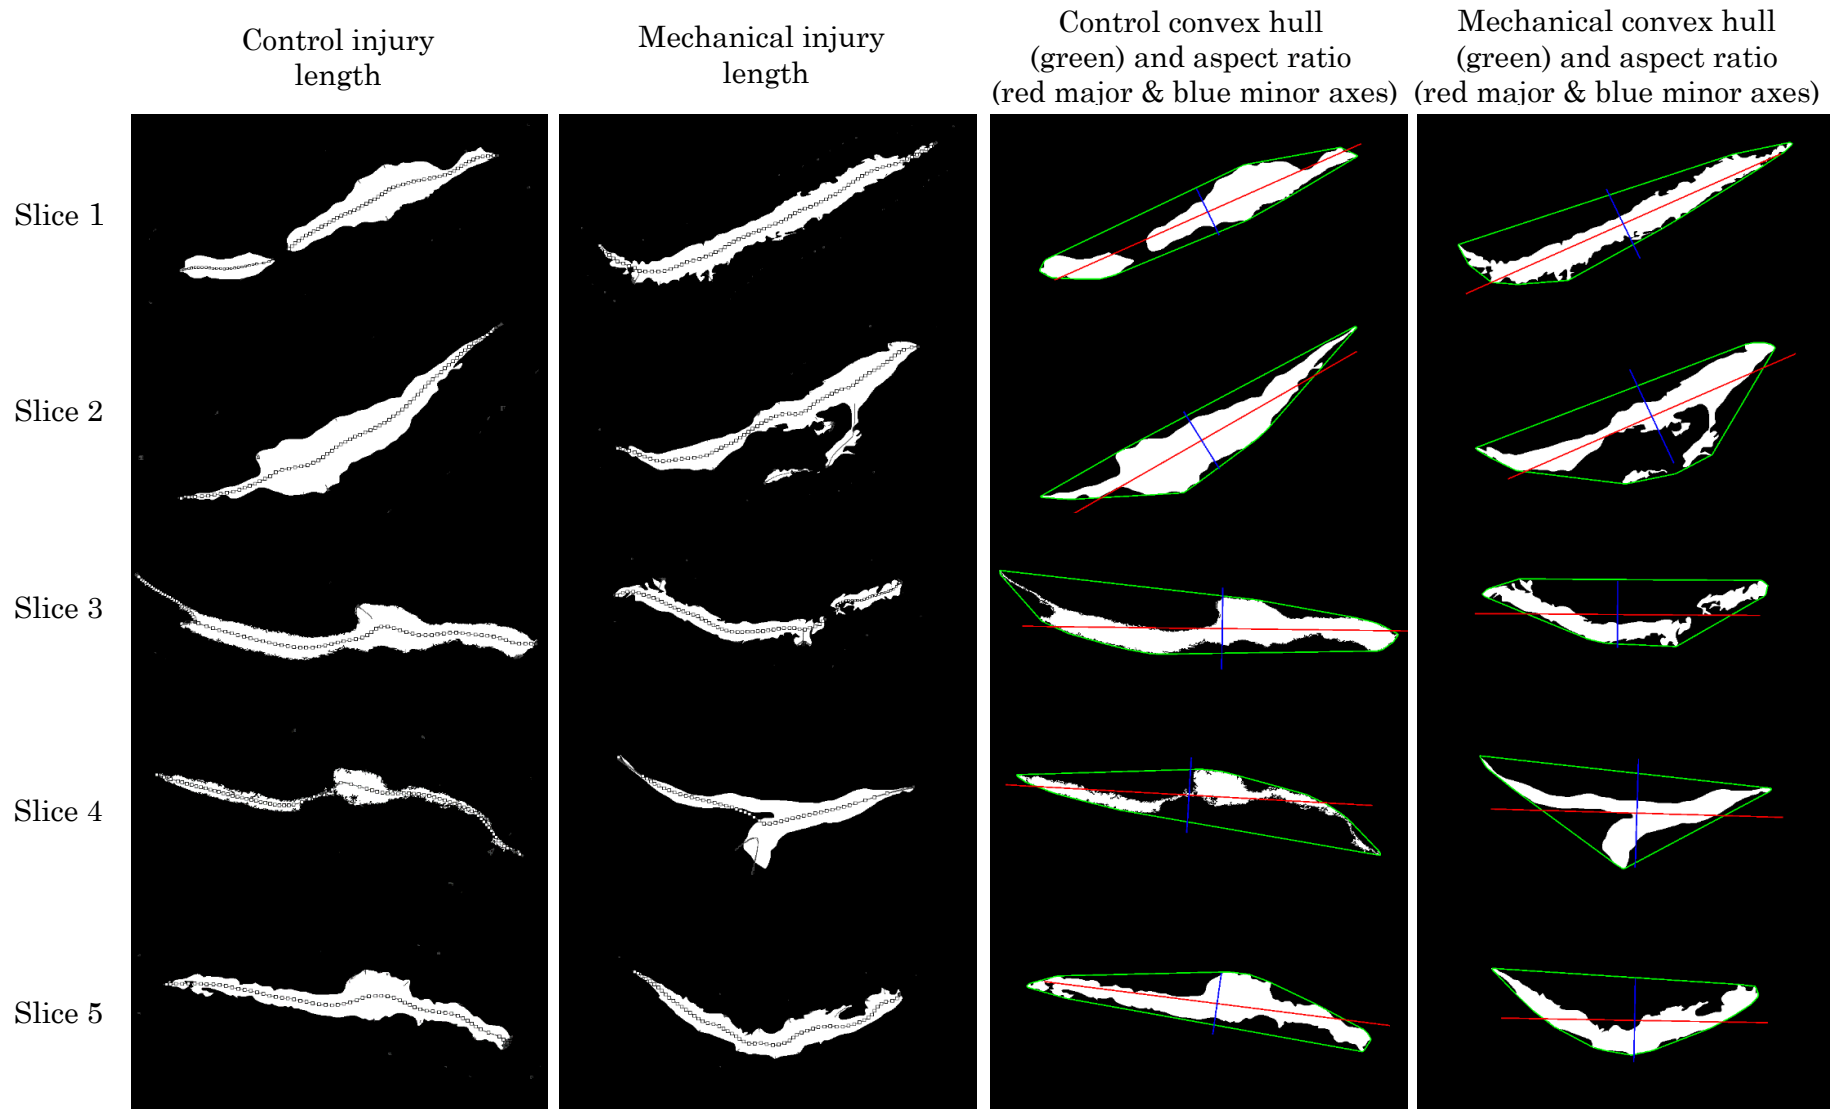 Control injury
length
Mechanical injury
length
Control convex hull
(green) and aspect ratio
(red major & blue minor axes)
Mechanical convex hull
(green) and aspect ratio
(red major & blue minor axes)
Slice 1
Slice 2
Slice 3
Slice 4
Slice 5